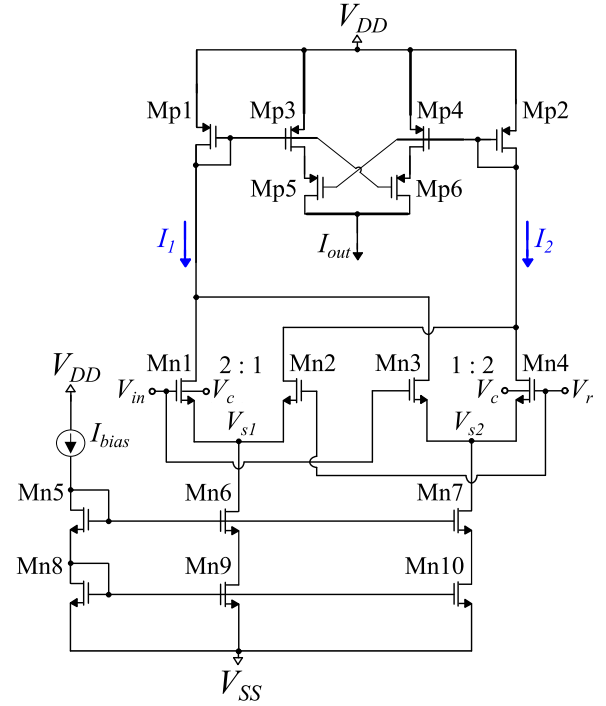 V_DD
Mp1 Mp3 Mp4 Mp2
Mp5 Mp6
I_1 I_out I_2
Mn1 2 : 1 Mn2 Mn3 1 : 2 Mn4
V_DD
V_in V_c V_c V_r
V_s1 V_s2
I_bias
Mn5 Mn6 Mn7
Mn8 Mn9 Mn10
V_SS